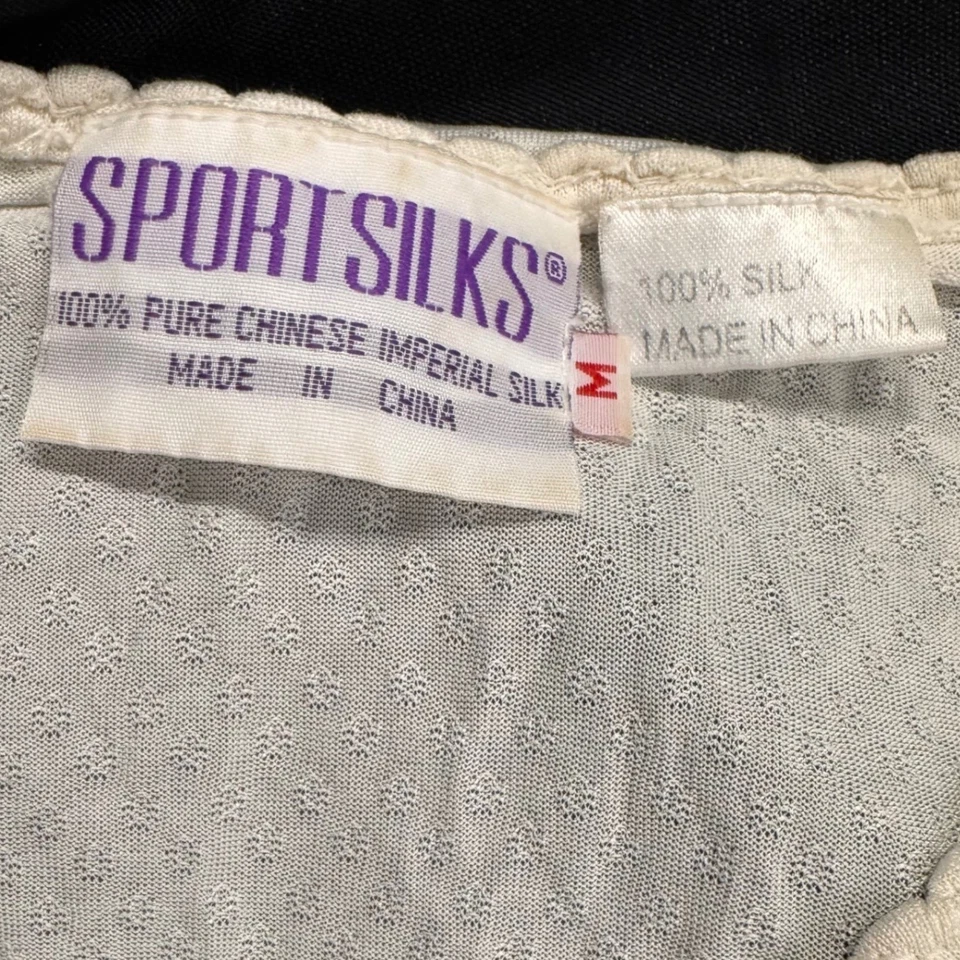 SPORTSILKS®
100% PURE CHINESE IMPERIAL SILK
MADE IN CHINA
M
100% SILK
MADE IN CHINA